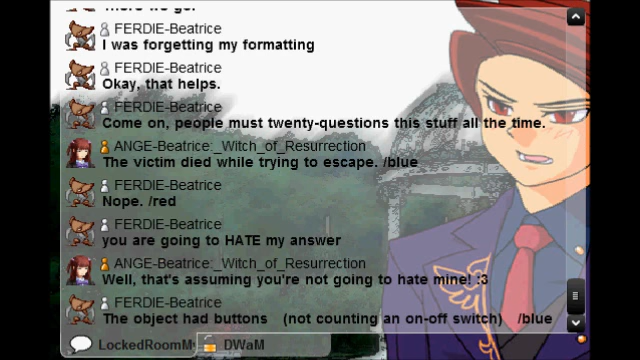 FERDIE-Beatrice
I was forgetting my formatting
FERDIE-Beatrice
Okay, that helps.
FERDIE-Beatrice
Come on, people must twenty-questions this stuff all the time.
ANGE-Beatrice:_Witch_of_Resurrection
The victim died while trying to escape. /blue
FERDIE-Beatrice
Nope. /red
FERDIE-Beatrice
you are going to HATE my answer
ANGE-Beatrice:_Witch_of_Resurrection
Well, that's assuming you're not going to hate mine! :3
FERDIE-Beatrice
The object had buttons (not counting an on-off switch) /blue
LockedRoomM DWaM